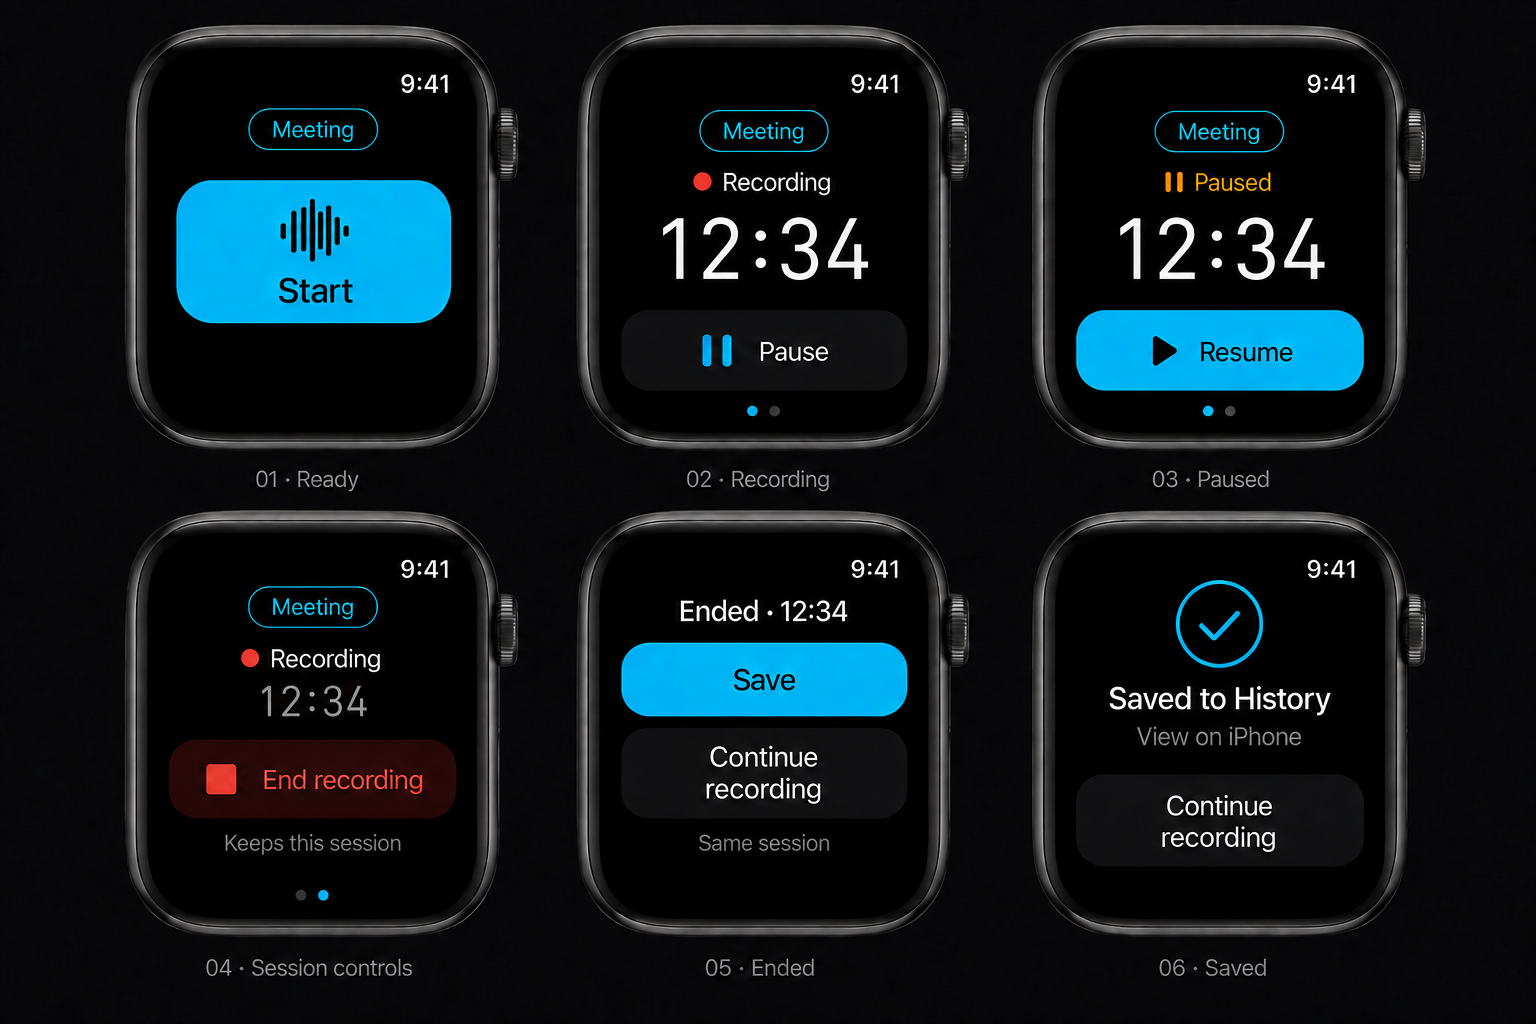 9:41
Meeting
Start
01 · Ready
9:41
Meeting
Recording
12:34
Pause
02 · Recording
9:41
Meeting
Paused
12:34
Resume
03 · Paused
9:41
Meeting
Recording
12:34
End recording
Keeps this session
04 · Session controls
9:41
Ended · 12:34
Save
Continue
recording
Same session
05 · Ended
9:41
Saved to History
View on iPhone
Continue
recording
06 · Saved